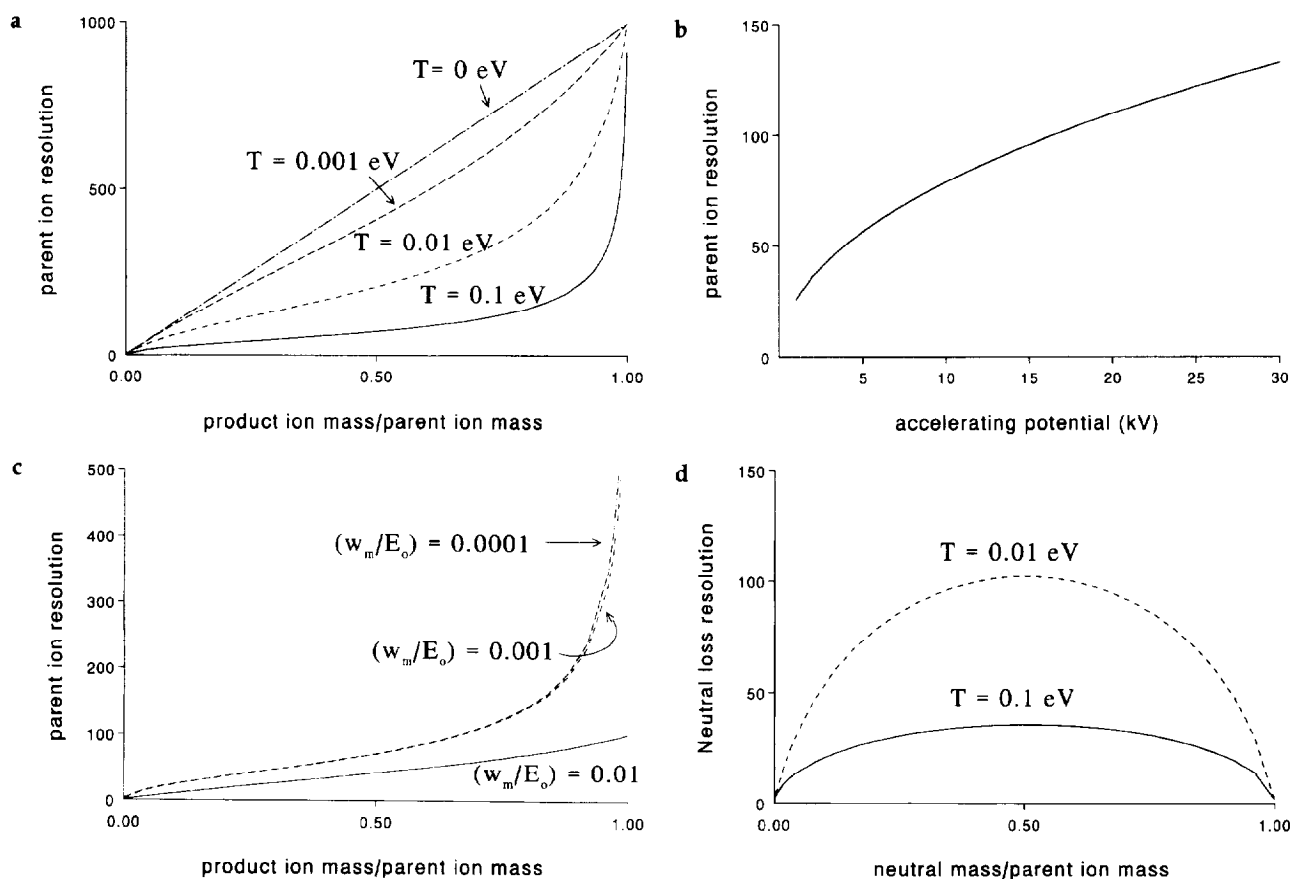 a
1000
500
0
parent ion resolution
T= 0 eV
T = 0.001 eV
T = 0.01 eV
T = 0.1 eV
0.00
0.50
1.00
product ion mass/parent ion mass
b
150
100
50
0
parent ion resolution
5
10
15
20
25
30
accelerating potential (kV)
c
500
400
300
200
100
0
parent ion resolution
(w_m/E_o) = 0.0001
(w_m/E_o) = 0.001
(w_m/E_o) = 0.01
0.00
0.50
1.00
product ion mass/parent ion mass
d
150
100
50
0
Neutral loss resolution
T = 0.01 eV
T = 0.1 eV
0.00
0.50
1.00
neutral mass/parent ion mass